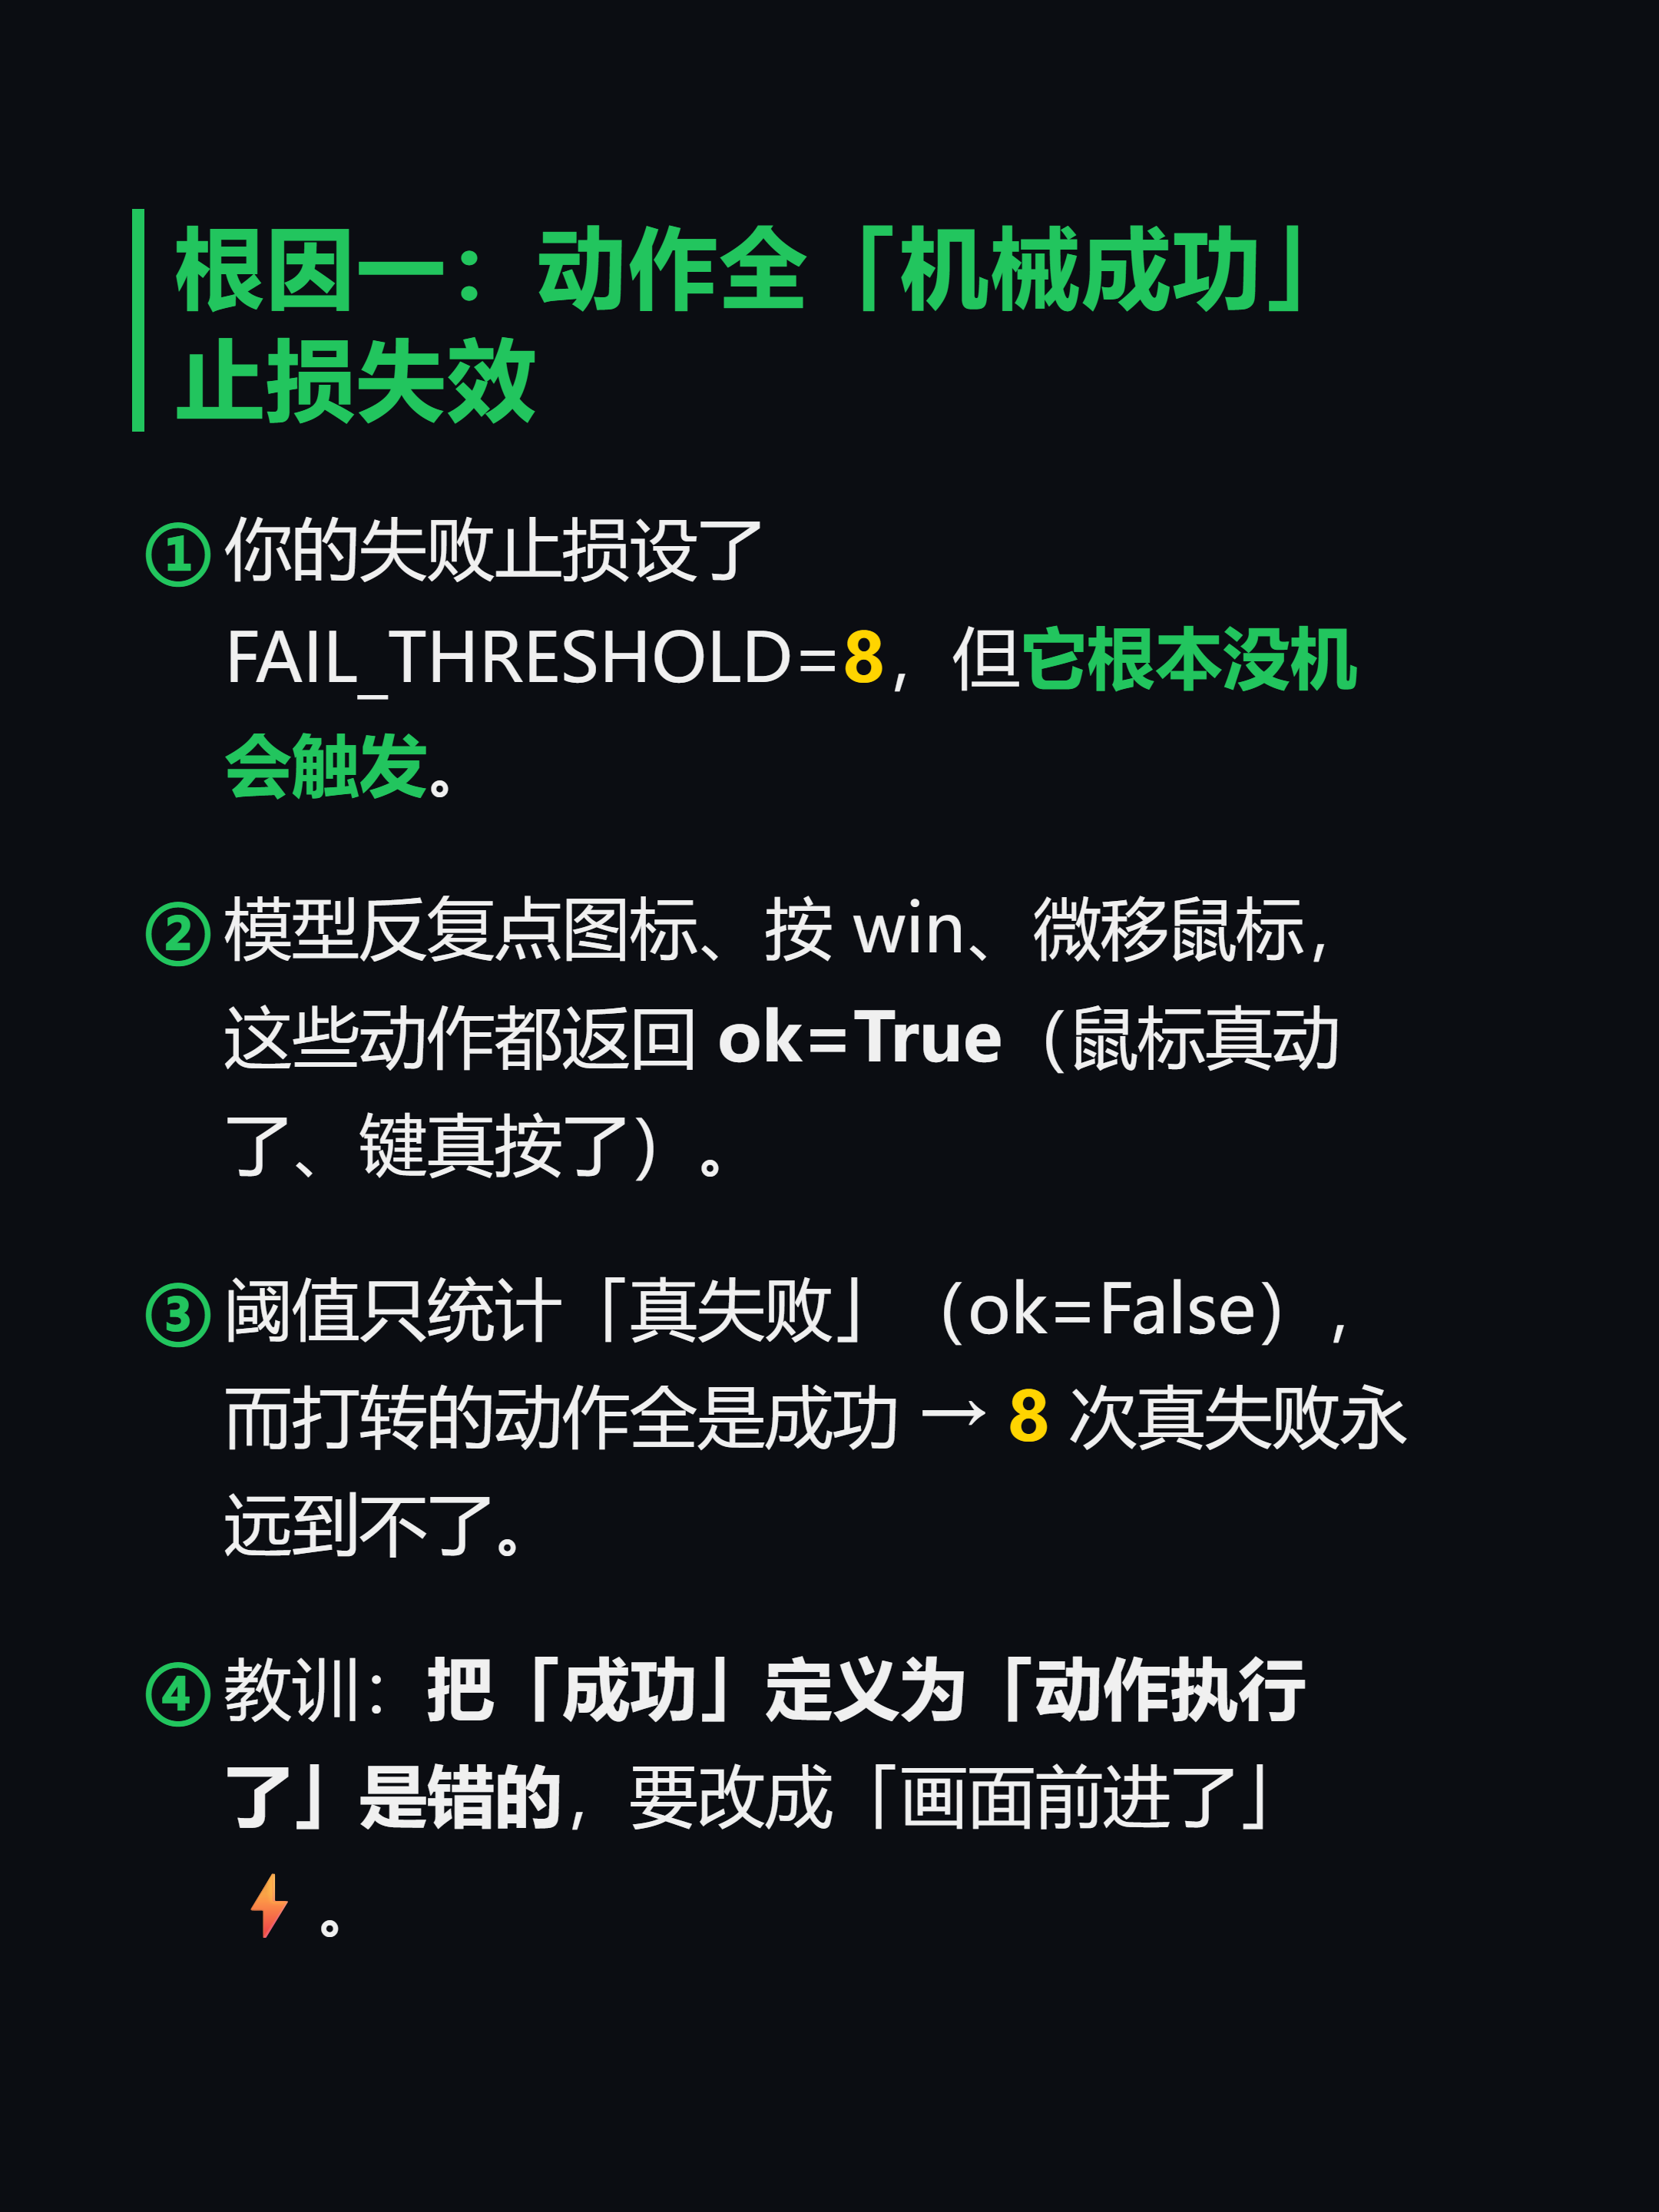 根因一：动作全「机械成功」
止损失效
① 你的失败止损设了
FAIL_THRESHOLD=8，但它根本没机
会触发。
② 模型反复点图标、按 win、微移鼠标，
这些动作都返回 ok=True（鼠标真动
了、键真按了）。
③ 阈值只统计「真失败」（ok=False），
而打转的动作全是成功 → 8 次真失败永
远到不了。
④ 教训：把「成功」定义为「动作执行
了」是错的，要改成「画面前进了」
⚡。